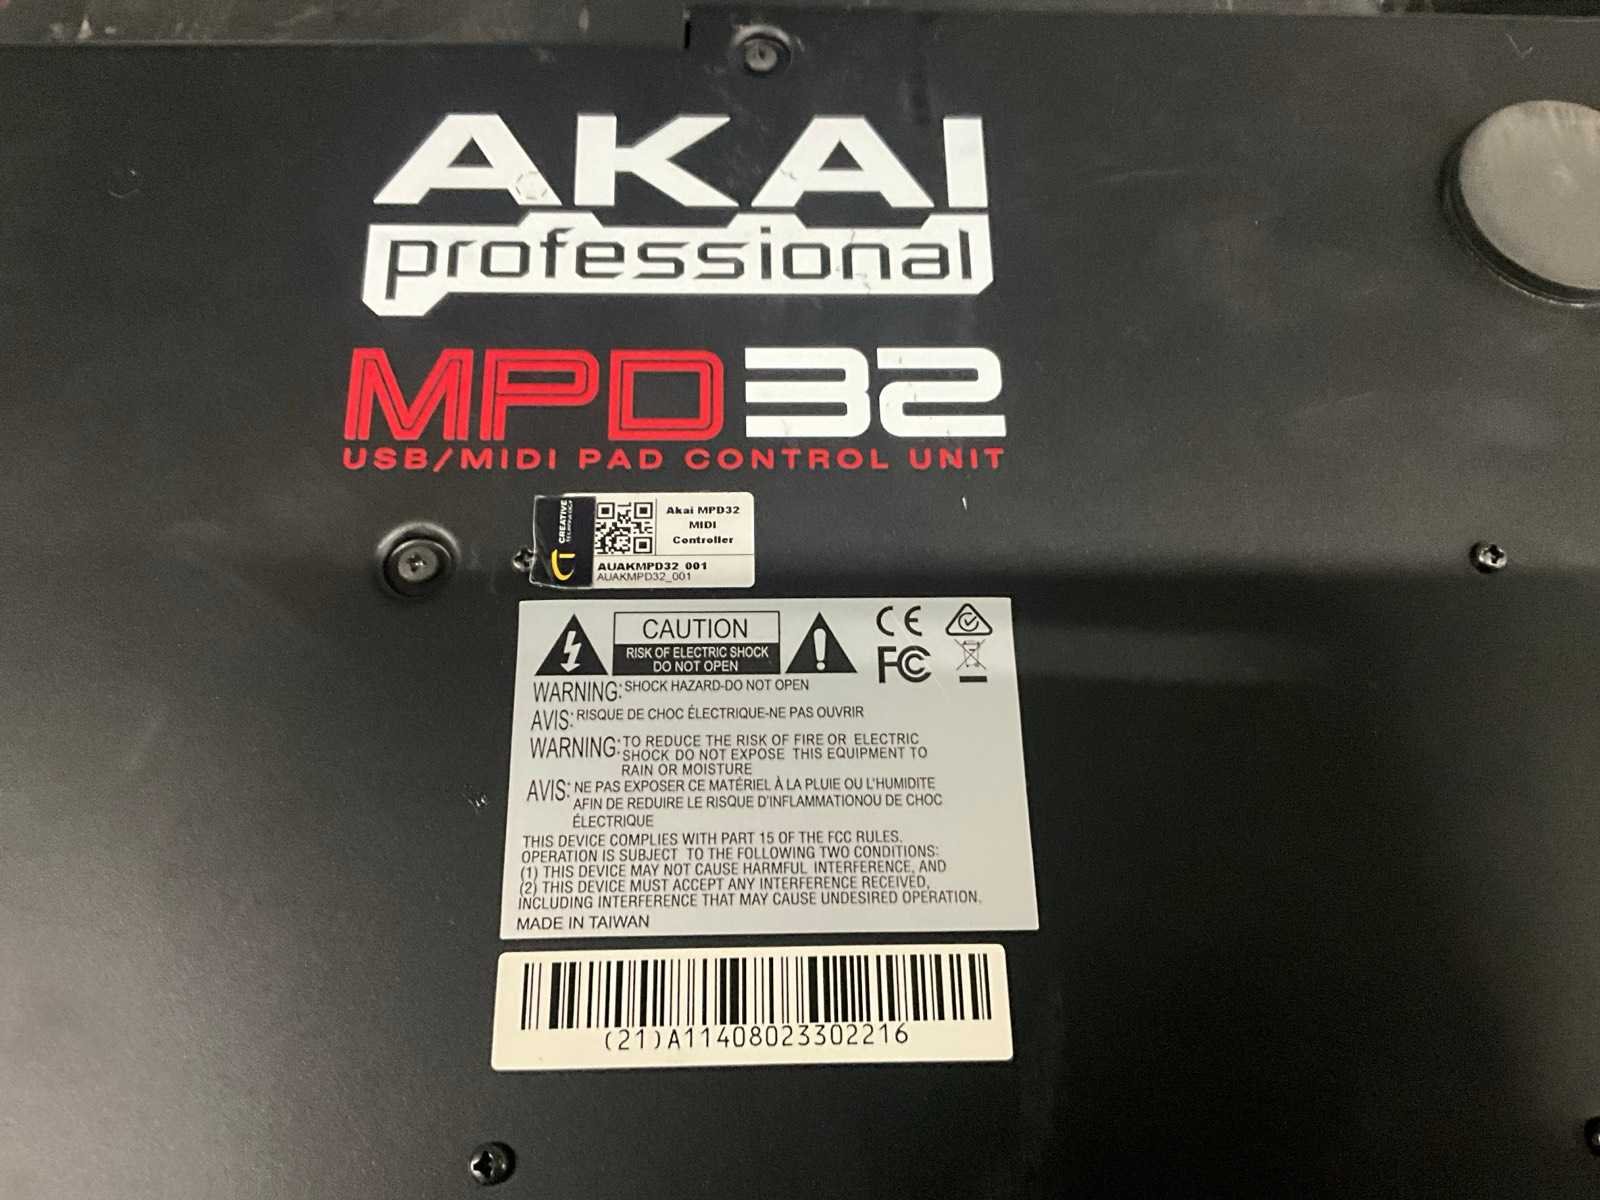 AKAI
professional
MPD32
USB/MIDI PAD CONTROL UNIT
CREATIVE
TECHNOLOGY
CT
Akai MPD32
MIDI
Controller
AUAKMPD32_001
AUAKMPD32_001
CAUTION
RISK OF ELECTRIC SHOCK
DO NOT OPEN
CE
FC
WARNING: SHOCK HAZARD-DO NOT OPEN
AVIS: RISQUE DE CHOC ÉLECTRIQUE-NE PAS OUVRIR
WARNING: TO REDUCE THE RISK OF FIRE OR ELECTRIC
SHOCK DO NOT EXPOSE THIS EQUIPMENT TO
RAIN OR MOISTURE
AVIS: NE PAS EXPOSER CE MATÉRIEL À LA PLUIE OU L'HUMIDITE
AFIN DE REDUIRE LE RISQUE D'INFLAMMATIONOU DE CHOC
ÉLECTRIQUE
THIS DEVICE COMPLIES WITH PART 15 OF THE FCC RULES.
OPERATION IS SUBJECT TO THE FOLLOWING TWO CONDITIONS:
(1) THIS DEVICE MAY NOT CAUSE HARMFUL INTERFERENCE, AND
(2) THIS DEVICE MUST ACCEPT ANY INTERFERENCE RECEIVED,
INCLUDING INTERFERENCE THAT MAY CAUSE UNDESIRED OPERATION.
MADE IN TAIWAN
(21)A11408023302216